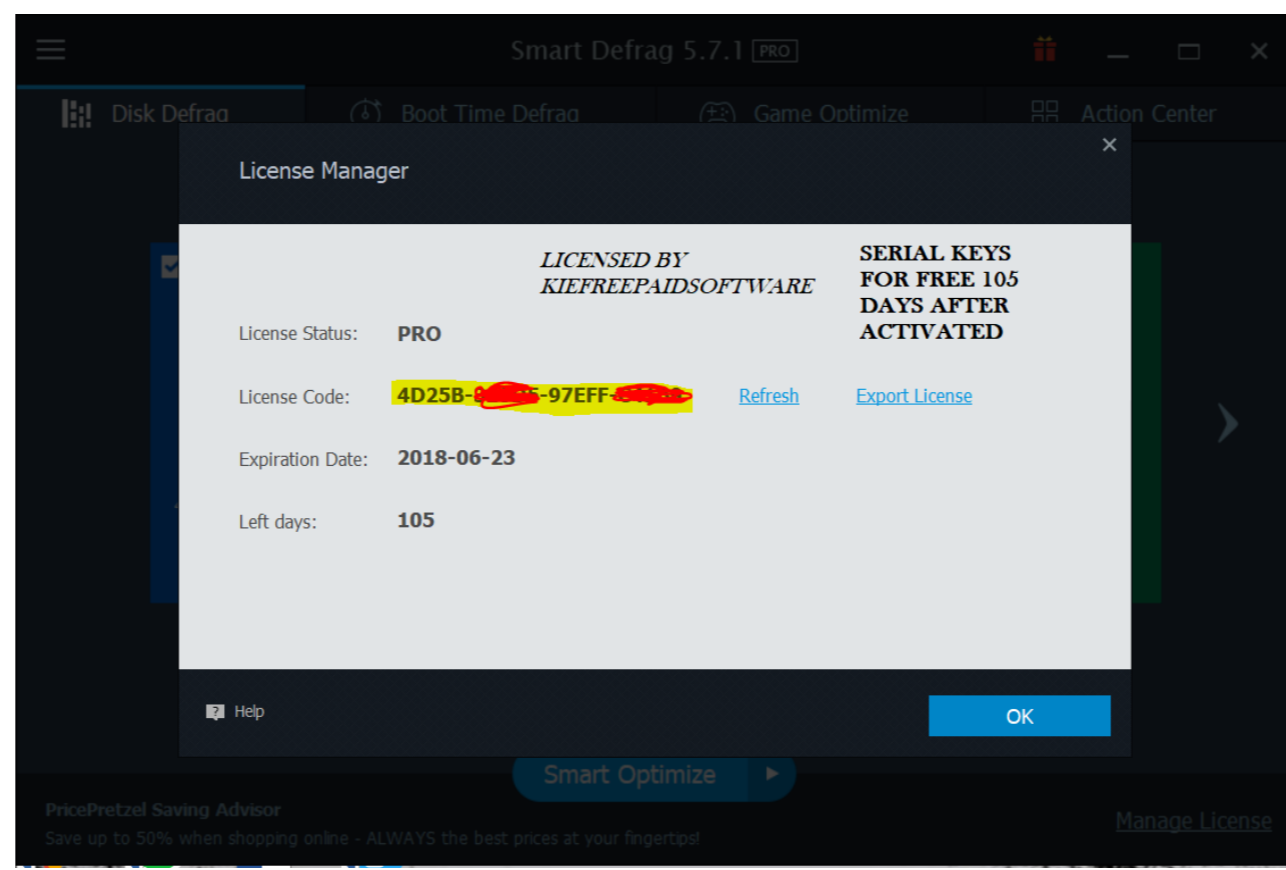 Smart Defrag 5.7.1 PRO
Disk Defrag
Boot Time Defrag
Game Optimize
Action Center
License Manager
LICENSED BY
KIEFREEPAIDSOFTWARE
SERIAL KEYS
FOR FREE 105
DAYS AFTER
ACTIVATED
License Status: PRO
License Code: 4D25B- -97EFF- Refresh Export License
Expiration Date: 2018-06-23
Left days: 105
Help
OK
Smart Optimize
PricePretzel Saving Advisor
Save up to 50% when shopping online - ALWAYS the best prices at your fingertips!
Manage License